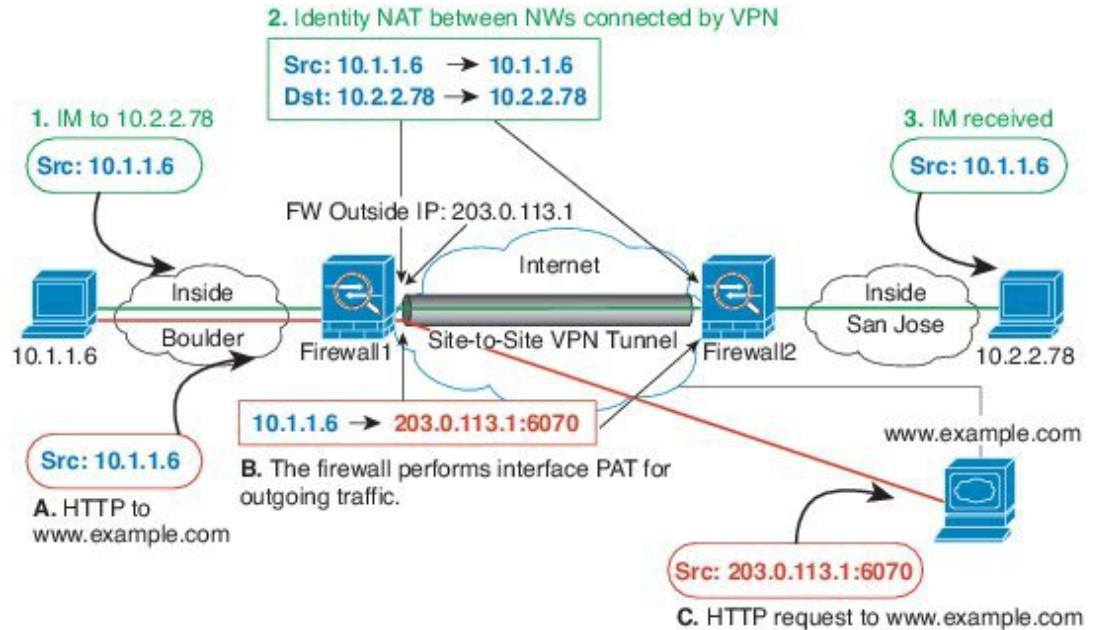 2. Identity NAT between NWs connected by VPN
Src: 10.1.1.6 → 10.1.1.6
Dst: 10.2.2.78 → 10.2.2.78
1. IM to 10.2.2.78
Src: 10.1.1.6
3. IM received
Src: 10.1.1.6
FW Outside IP: 203.0.113.1
Internet
Inside
Boulder
Inside
San Jose
10.1.1.6
Firewall1
Site-to-Site VPN Tunnel
Firewall2
10.2.2.78
10.1.1.6 → 203.0.113.1:6070
B. The firewall performs interface PAT for
outgoing traffic.
www.example.com
Src: 10.1.1.6
A. HTTP to
www.example.com
Src: 203.0.113.1:6070
C. HTTP request to www.example.com